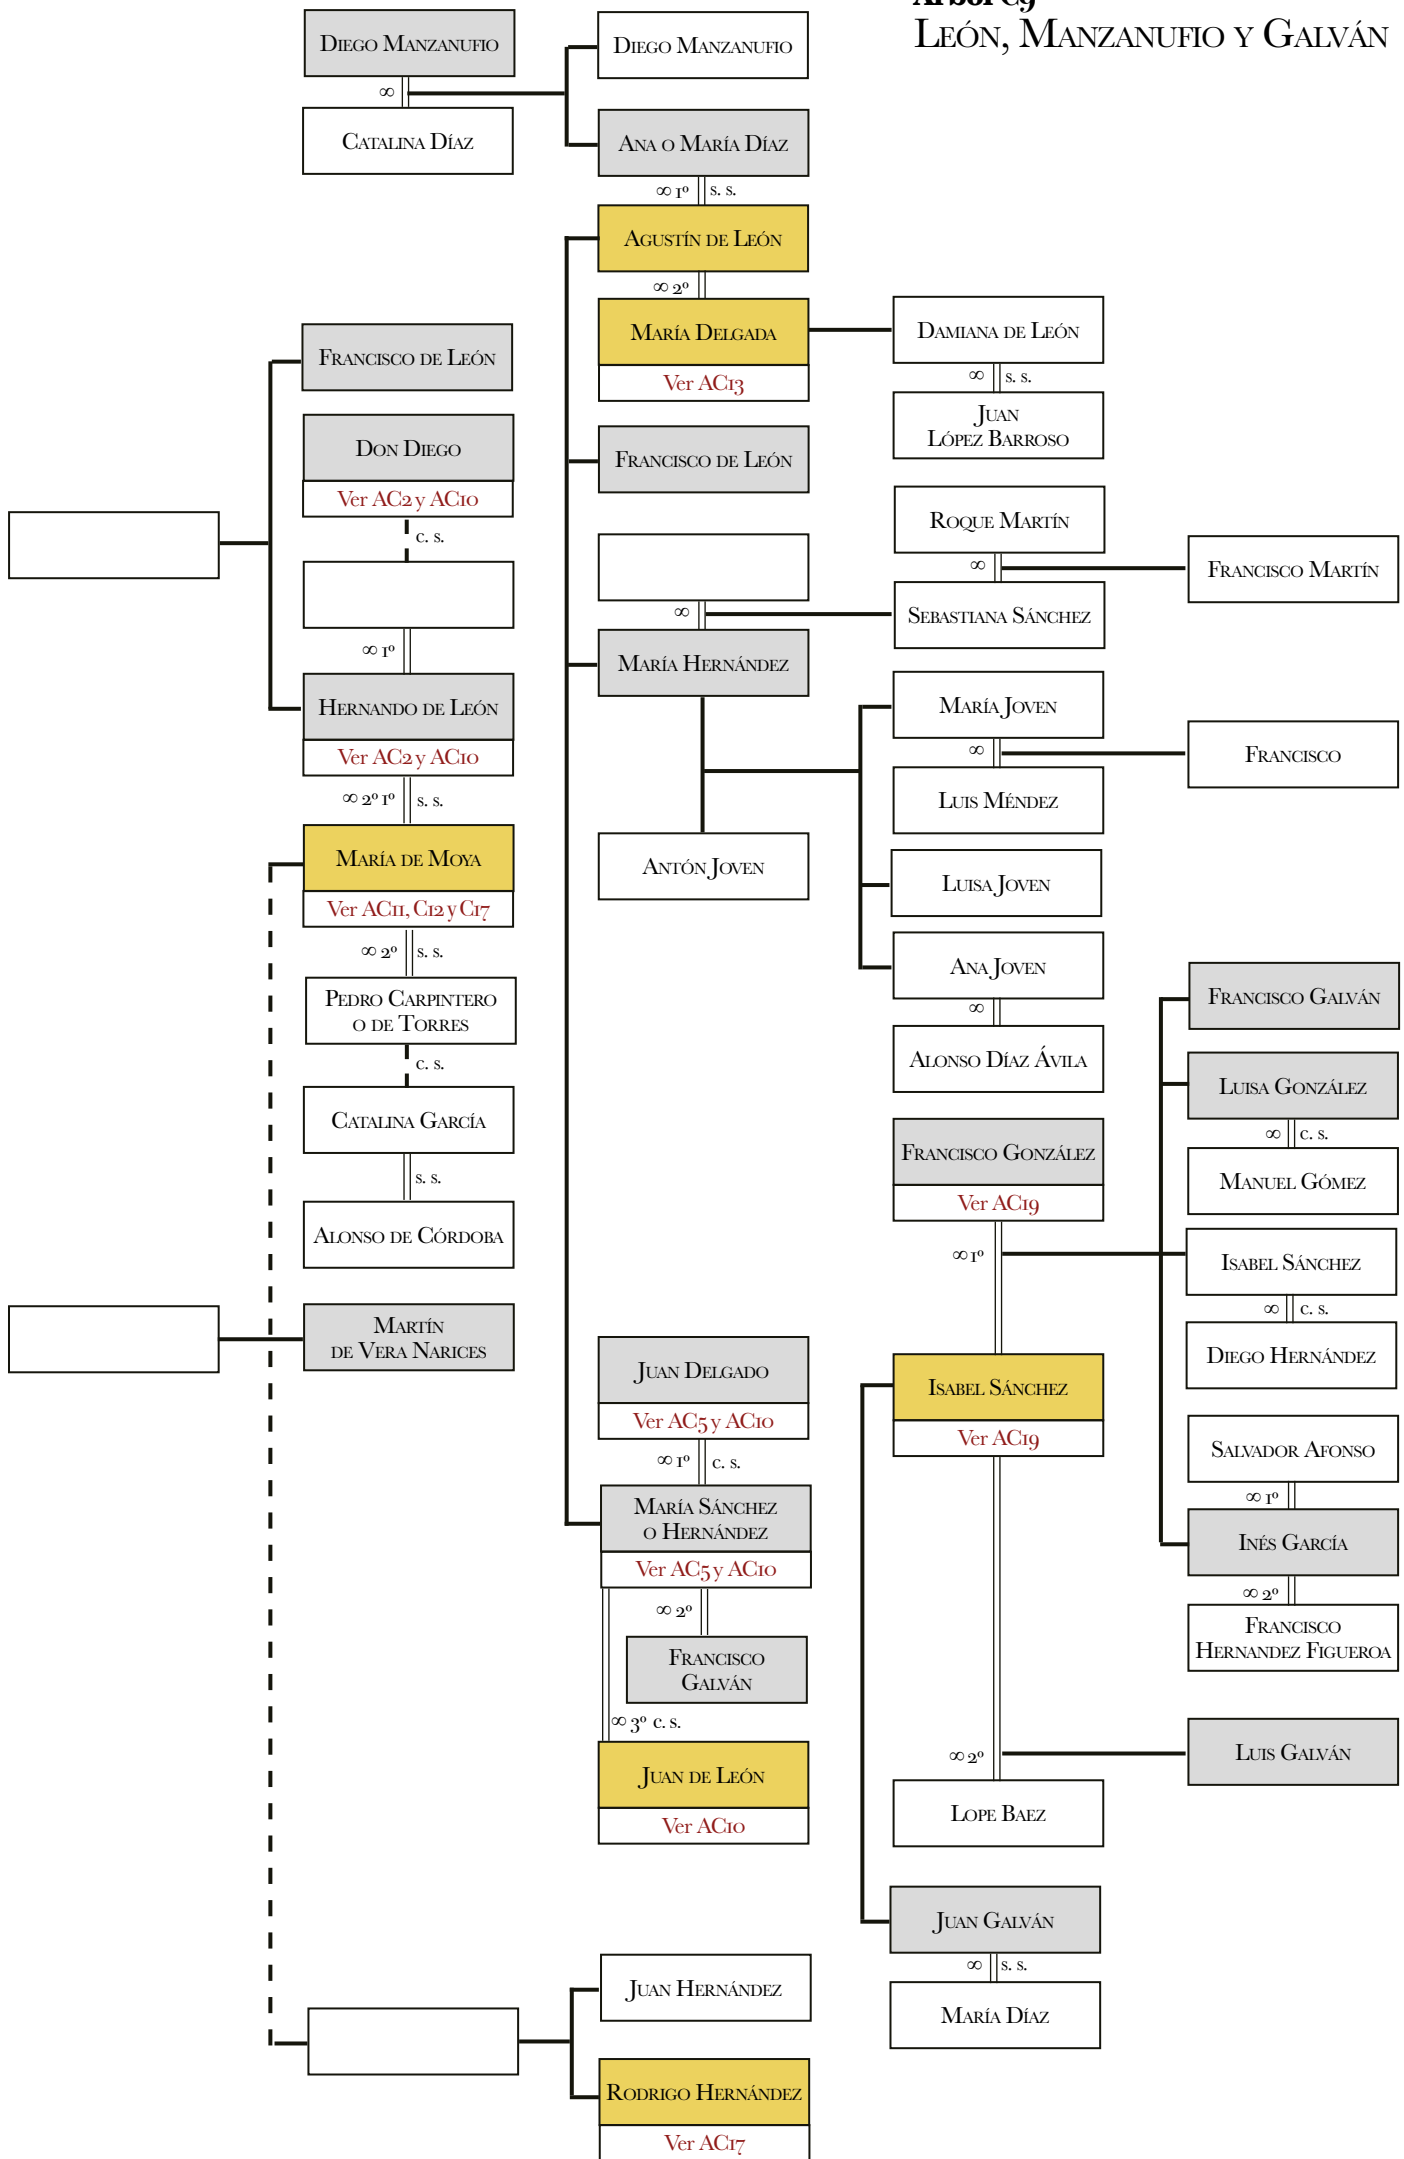 Árbol C9
León, Manzanufio y Galván
Diego Manzanufio
∞
Catalina Díaz
Diego Manzanufio
Ana o María Díaz
∞ 1º s. s.
Agustín de León
∞ 2º
María Delgada
Ver AC13
Damiana de León
∞ s. s.
Juan
López Barroso
Francisco de León
Don Diego
Ver AC2 y AC10
c. s.
∞ 1º
Hernando de León
Ver AC2 y AC10
∞ 2º 1º s. s.
María de Moya
Ver AC11, C12 y C17
∞ 2º s. s.
Pedro Carpintero
o de Torres
c. s.
Catalina García
s. s.
Alonso de Córdoba
Martín
de Vera Narices
Francisco de León
∞
María Hernández
Antón Joven
Roque Martín
∞
Sebastiana Sánchez
Francisco Martín
María Joven
∞
Luis Méndez
Francisco
Luisa Joven
Ana Joven
∞
Alonso Díaz Ávila
Francisco González
Ver AC19
∞ 1º
Isabel Sánchez
Ver AC19
∞ 2º
Lope Baez
Juan Galván
∞ s. s.
María Díaz
Francisco Galván
Luisa González
∞ c. s.
Manuel Gómez
Isabel Sánchez
∞ c. s.
Diego Hernández
Salvador Afonso
∞ 1º
Inés García
∞ 2º
Francisco
Hernandez Figueroa
Luis Galván
Juan Delgado
Ver AC5 y AC10
∞ 1º c. s.
María Sánchez
o Hernández
Ver AC5 y AC10
∞ 2º
Francisco
Galván
∞ 3º c. s.
Juan de León
Ver AC10
Juan Hernández
Rodrigo Hernández
Ver AC17